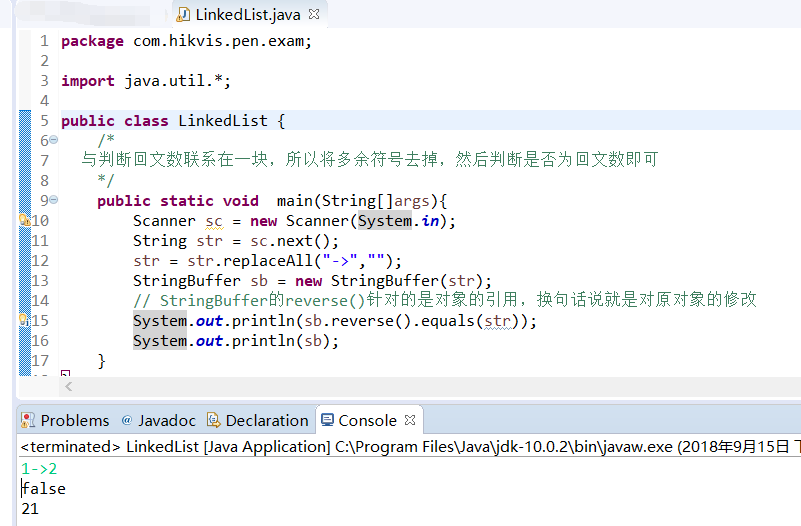 LinkedList.java
1 package com.hikvis.pen.exam;
2
3 import java.util.*;
4
5 public class LinkedList {
6 /*
7 与判断回文数联系在一块，所以将多余符号去掉，然后判断是否为回文数即可
8 */
9 public static void  main(String[]args){
10 Scanner sc = new Scanner(System.in);
11 String str = sc.next();
12 str = str.replaceAll("->","");
13 StringBuffer sb = new StringBuffer(str);
14 // StringBuffer的reverse()针对的是对象的引用，换句话说就是对原对象的修改
15 System.out.println(sb.reverse().equals(str));
16 System.out.println(sb);
17 }
Problems @ Javadoc Declaration Console
<terminated> LinkedList [Java Application] C:\Program Files\Java\jdk-10.0.2\bin\javaw.exe (2018年9月15日 下
1->2
false
21